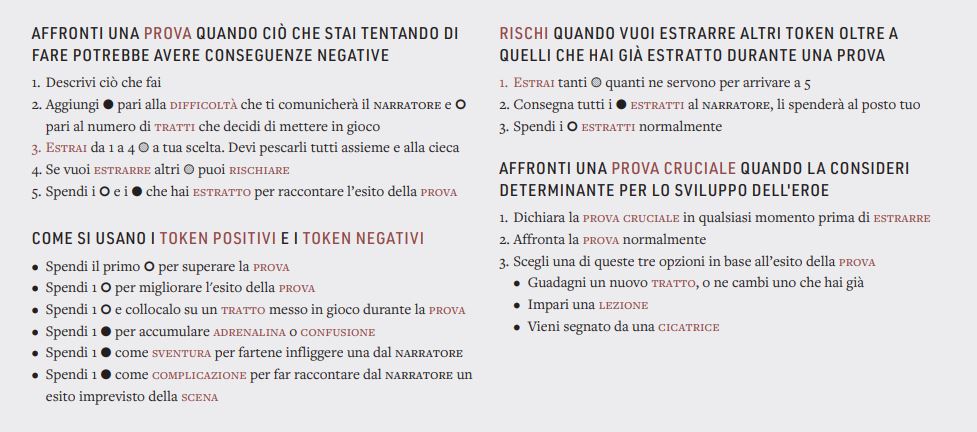 AFFRONTI UNA PROVA QUANDO CIÒ CHE STAI TENTANDO DI
FARE POTREBBE AVERE CONSEGUENZE NEGATIVE
1. Descrivi ciò che fai
2. Aggiungi ● pari alla DIFFICOLTÀ che ti comunicherà il NARRATORE e ○
pari al numero di TRATTI che decidi di mettere in gioco
3. ESTRAI da 1 a 4 ◍ a tua scelta. Devi pescarli tutti assieme e alla cieca
4. Se vuoi ESTRARRE altri ◍ puoi RISCHIARE
5. Spendi i ○ e i ● che hai ESTRATTO per raccontare l'esito della PROVA
COME SI USANO I TOKEN POSITIVI E I TOKEN NEGATIVI
• Spendi il primo ○ per superare la PROVA
• Spendi 1 ○ per migliorare l'esito della PROVA
• Spendi 1 ○ e collocalo su un TRATTO messo in gioco durante la PROVA
• Spendi 1 ● per accumulare ADRENALINA o CONFUSIONE
• Spendi 1 ● come SVENTURA per fartene infliggere una dal NARRATORE
• Spendi 1 ● come COMPLICAZIONE per far raccontare dal NARRATORE un
esito imprevisto della SCENA
RISCHI QUANDO VUOI ESTRARRE ALTRI TOKEN OLTRE A
QUELLI CHE HAI GIÀ ESTRATTO DURANTE UNA PROVA
1. ESTRAI tanti ◍ quanti ne servono per arrivare a 5
2. Consegna tutti i ● ESTRATTI al NARRATORE, li spenderà al posto tuo
3. Spendi i ○ ESTRATTI normalmente
AFFRONTI UNA PROVA CRUCIALE QUANDO LA CONSIDERI
DETERMINANTE PER LO SVILUPPO DELL'EROE
1. Dichiara la PROVA CRUCIALE in qualsiasi momento prima di ESTRARRE
2. Affronta la PROVA normalmente
3. Scegli una di queste tre opzioni in base all'esito della PROVA
• Guadagni un nuovo TRATTO, o ne cambi uno che hai già
• Impari una LEZIONE
• Vieni segnato da una CICATRICE